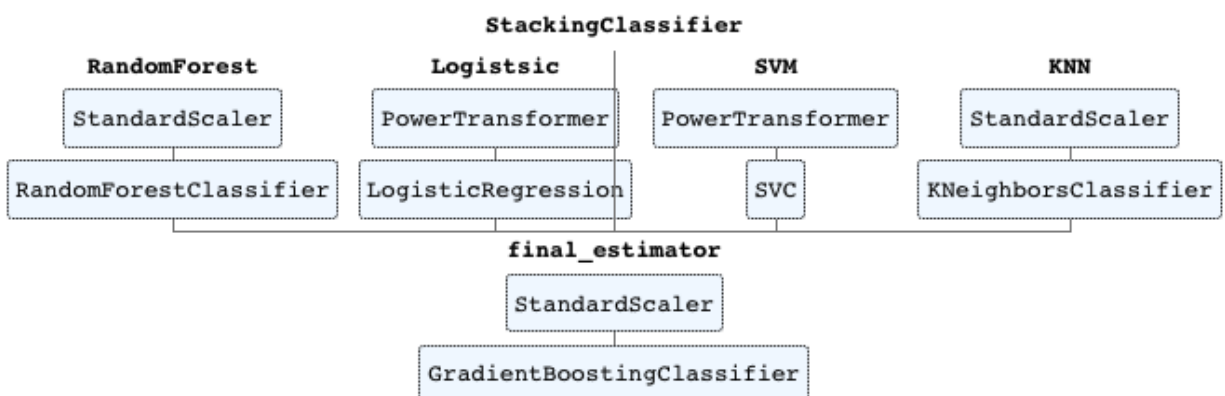 StackingClassifier
RandomForest Logistsic SVM KNN
StandardScaler PowerTransformer PowerTransformer StandardScaler
RandomForestClassifier LogisticRegression SVC KNeighborsClassifier
final_estimator
StandardScaler
GradientBoostingClassifier